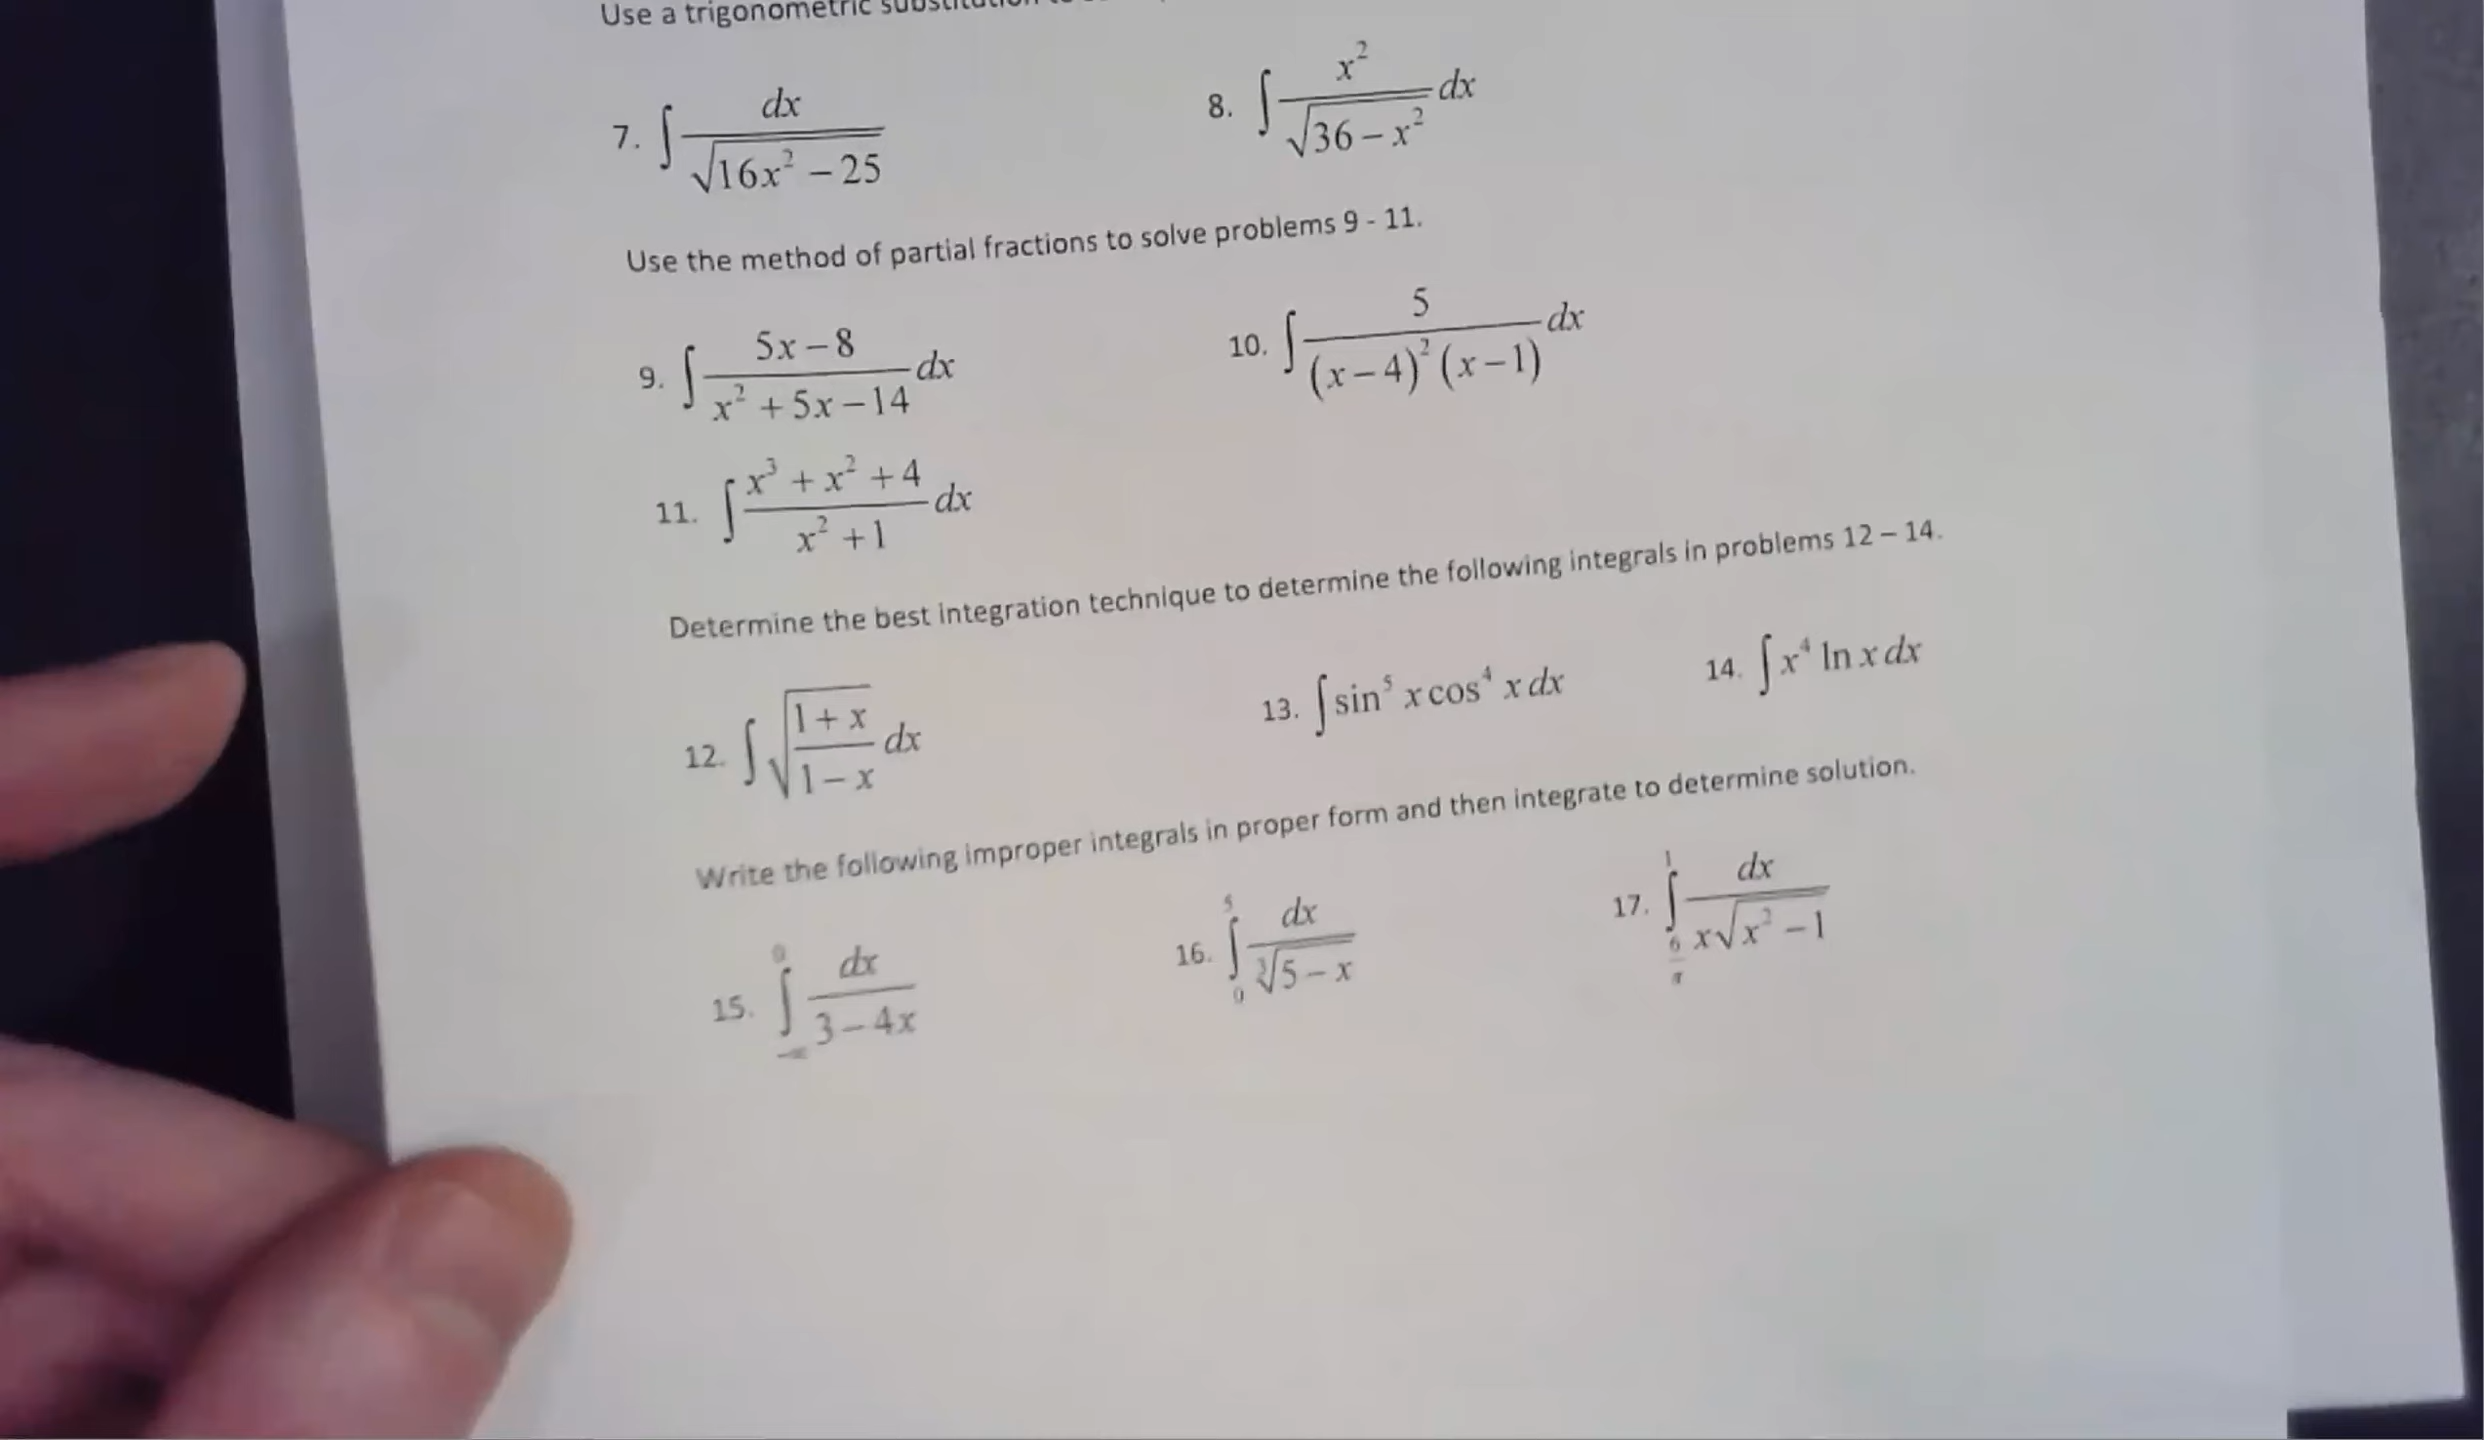 Use a trigonometric
7. ∫ dx / √(16x² − 25)
8. ∫ x² / √(36 − x²) dx
Use the method of partial fractions to solve problems 9 - 11.
9. ∫ (5x − 8) / (x² + 5x − 14) dx
10. ∫ 5 / ((x − 4)² (x − 1)) dx
11. ∫ (x³ + x² + 4) / (x² + 1) dx
Determine the best integration technique to determine the following integrals in problems 12 – 14.
12. ∫ √((1 + x) / (1 − x)) dx
13. ∫ sin⁵ x cos⁴ x dx
14. ∫ x⁴ ln x dx
Write the following improper integrals in proper form and then integrate to determine solution.
15. ∫_{−∞}^{0} dx / (3 − 4x)
16. ∫_{0}^{5} dx / ∛(5 − x)
17. ∫^{1} dx / (x√(x² − 1))